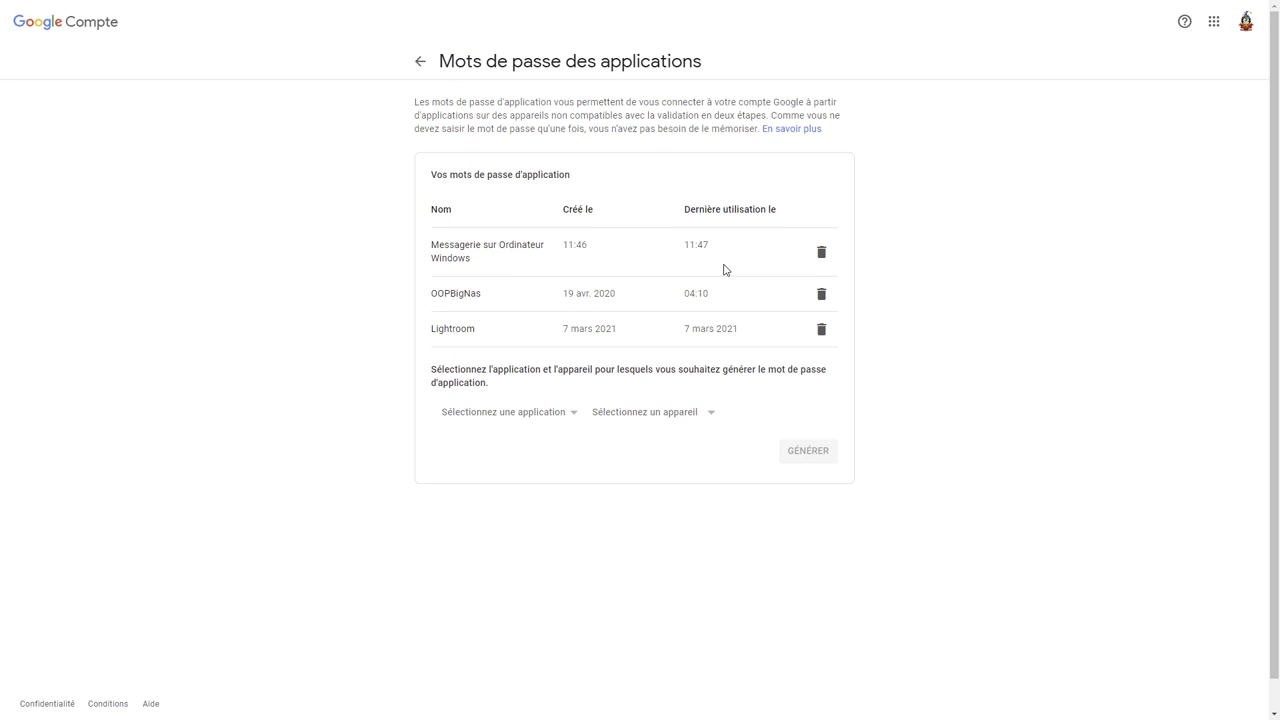 Google Compte
Mots de passe des applications
Les mots de passe d'application vous permettent de vous connecter à votre compte Google à partir
d'applications sur des appareils non compatibles avec la validation en deux étapes. Comme vous ne
devez saisir le mot de passe qu'une fois, vous n'avez pas besoin de le mémoriser. En savoir plus
Vos mots de passe d'application
Nom Créé le Dernière utilisation le
Messagerie sur Ordinateur 11:46 11:47
Windows
OOPBigNas 19 avr. 2020 04:10
Lightroom 7 mars 2021 7 mars 2021
Sélectionnez l'application et l'appareil pour lesquels vous souhaitez générer le mot de passe
d'application.
Sélectionnez une application Sélectionnez un appareil
GÉNÉRER
Confidentialité Conditions Aide